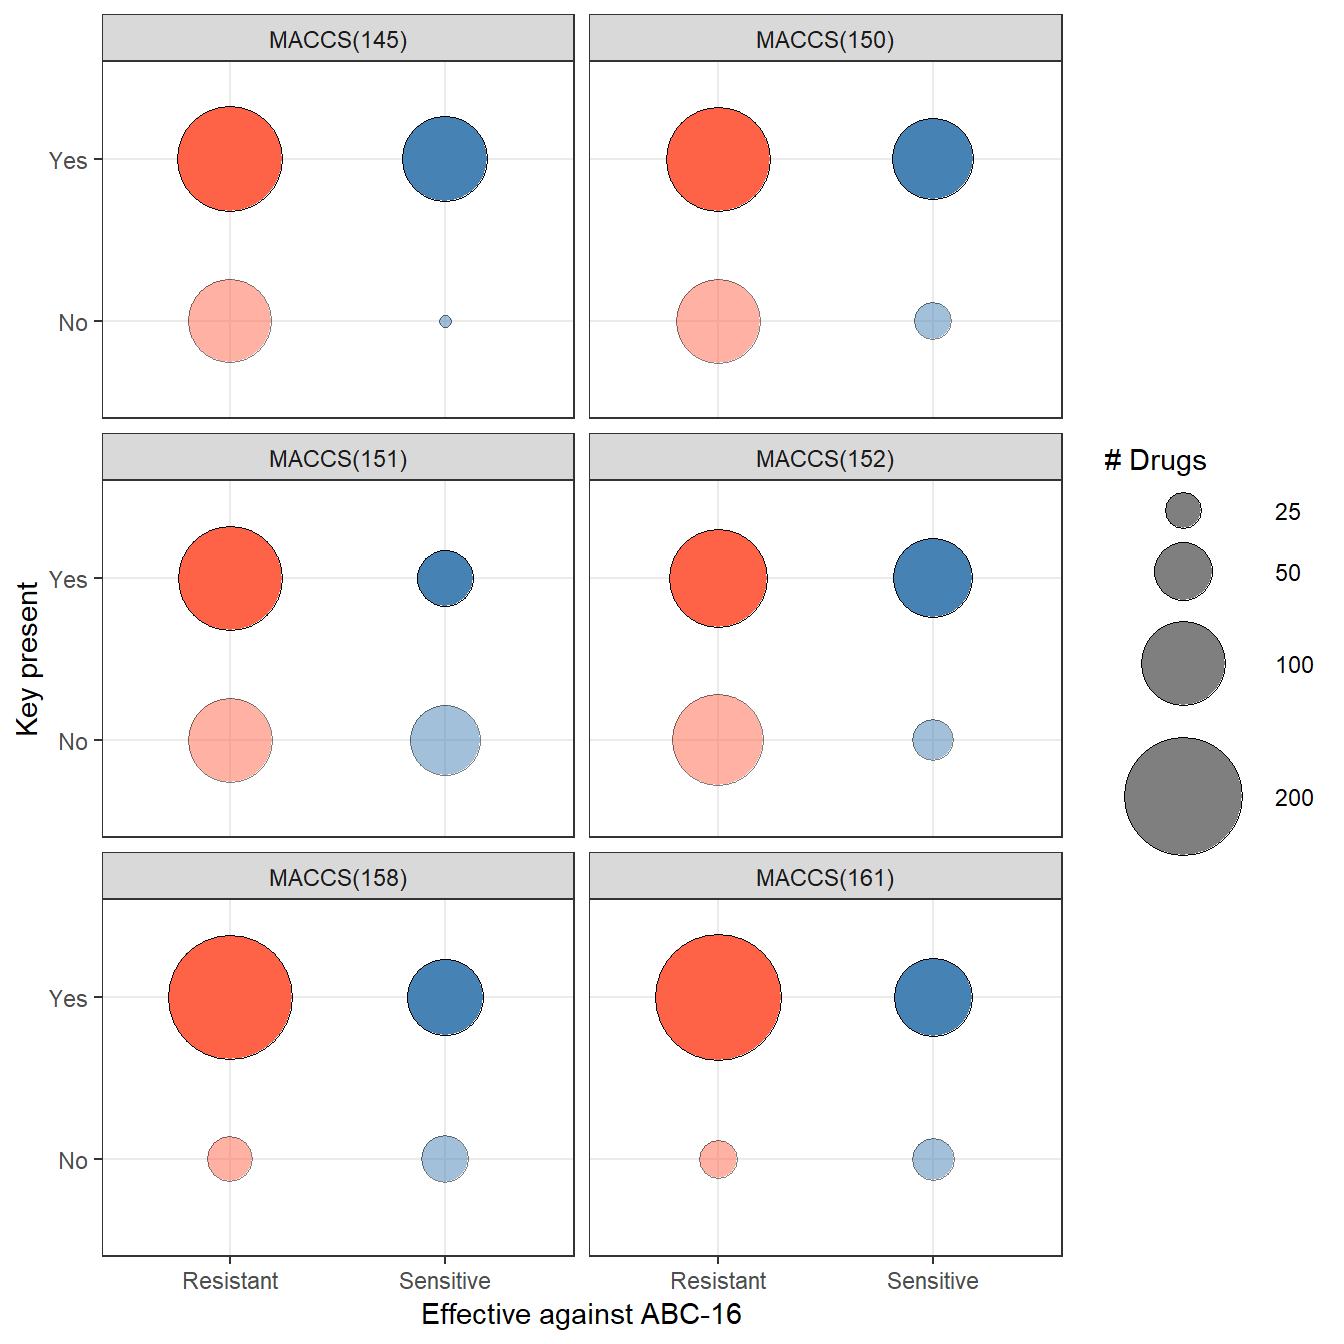 MACCS(145)
MACCS(150)
Yes
No
MACCS(151)
MACCS(152)
Yes
No
MACCS(158)
MACCS(161)
Yes
No
Resistant
Sensitive
Resistant
Sensitive
Effective against ABC-16
Key present
# Drugs
25
50
100
200